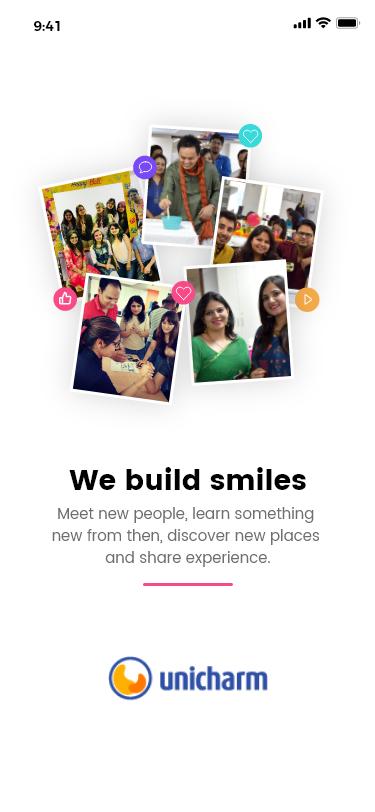 9:41
Happy Holi
We build smiles
Meet new people, learn something
new from then, discover new places
and share experience.
unicharm